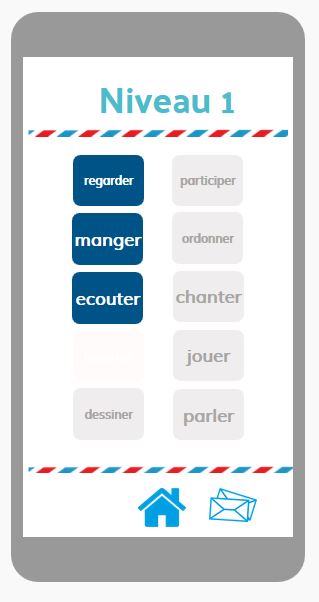 Niveau 1
regarder
participer
manger
ordonner
ecouter
chanter
jouer
dessiner
parler